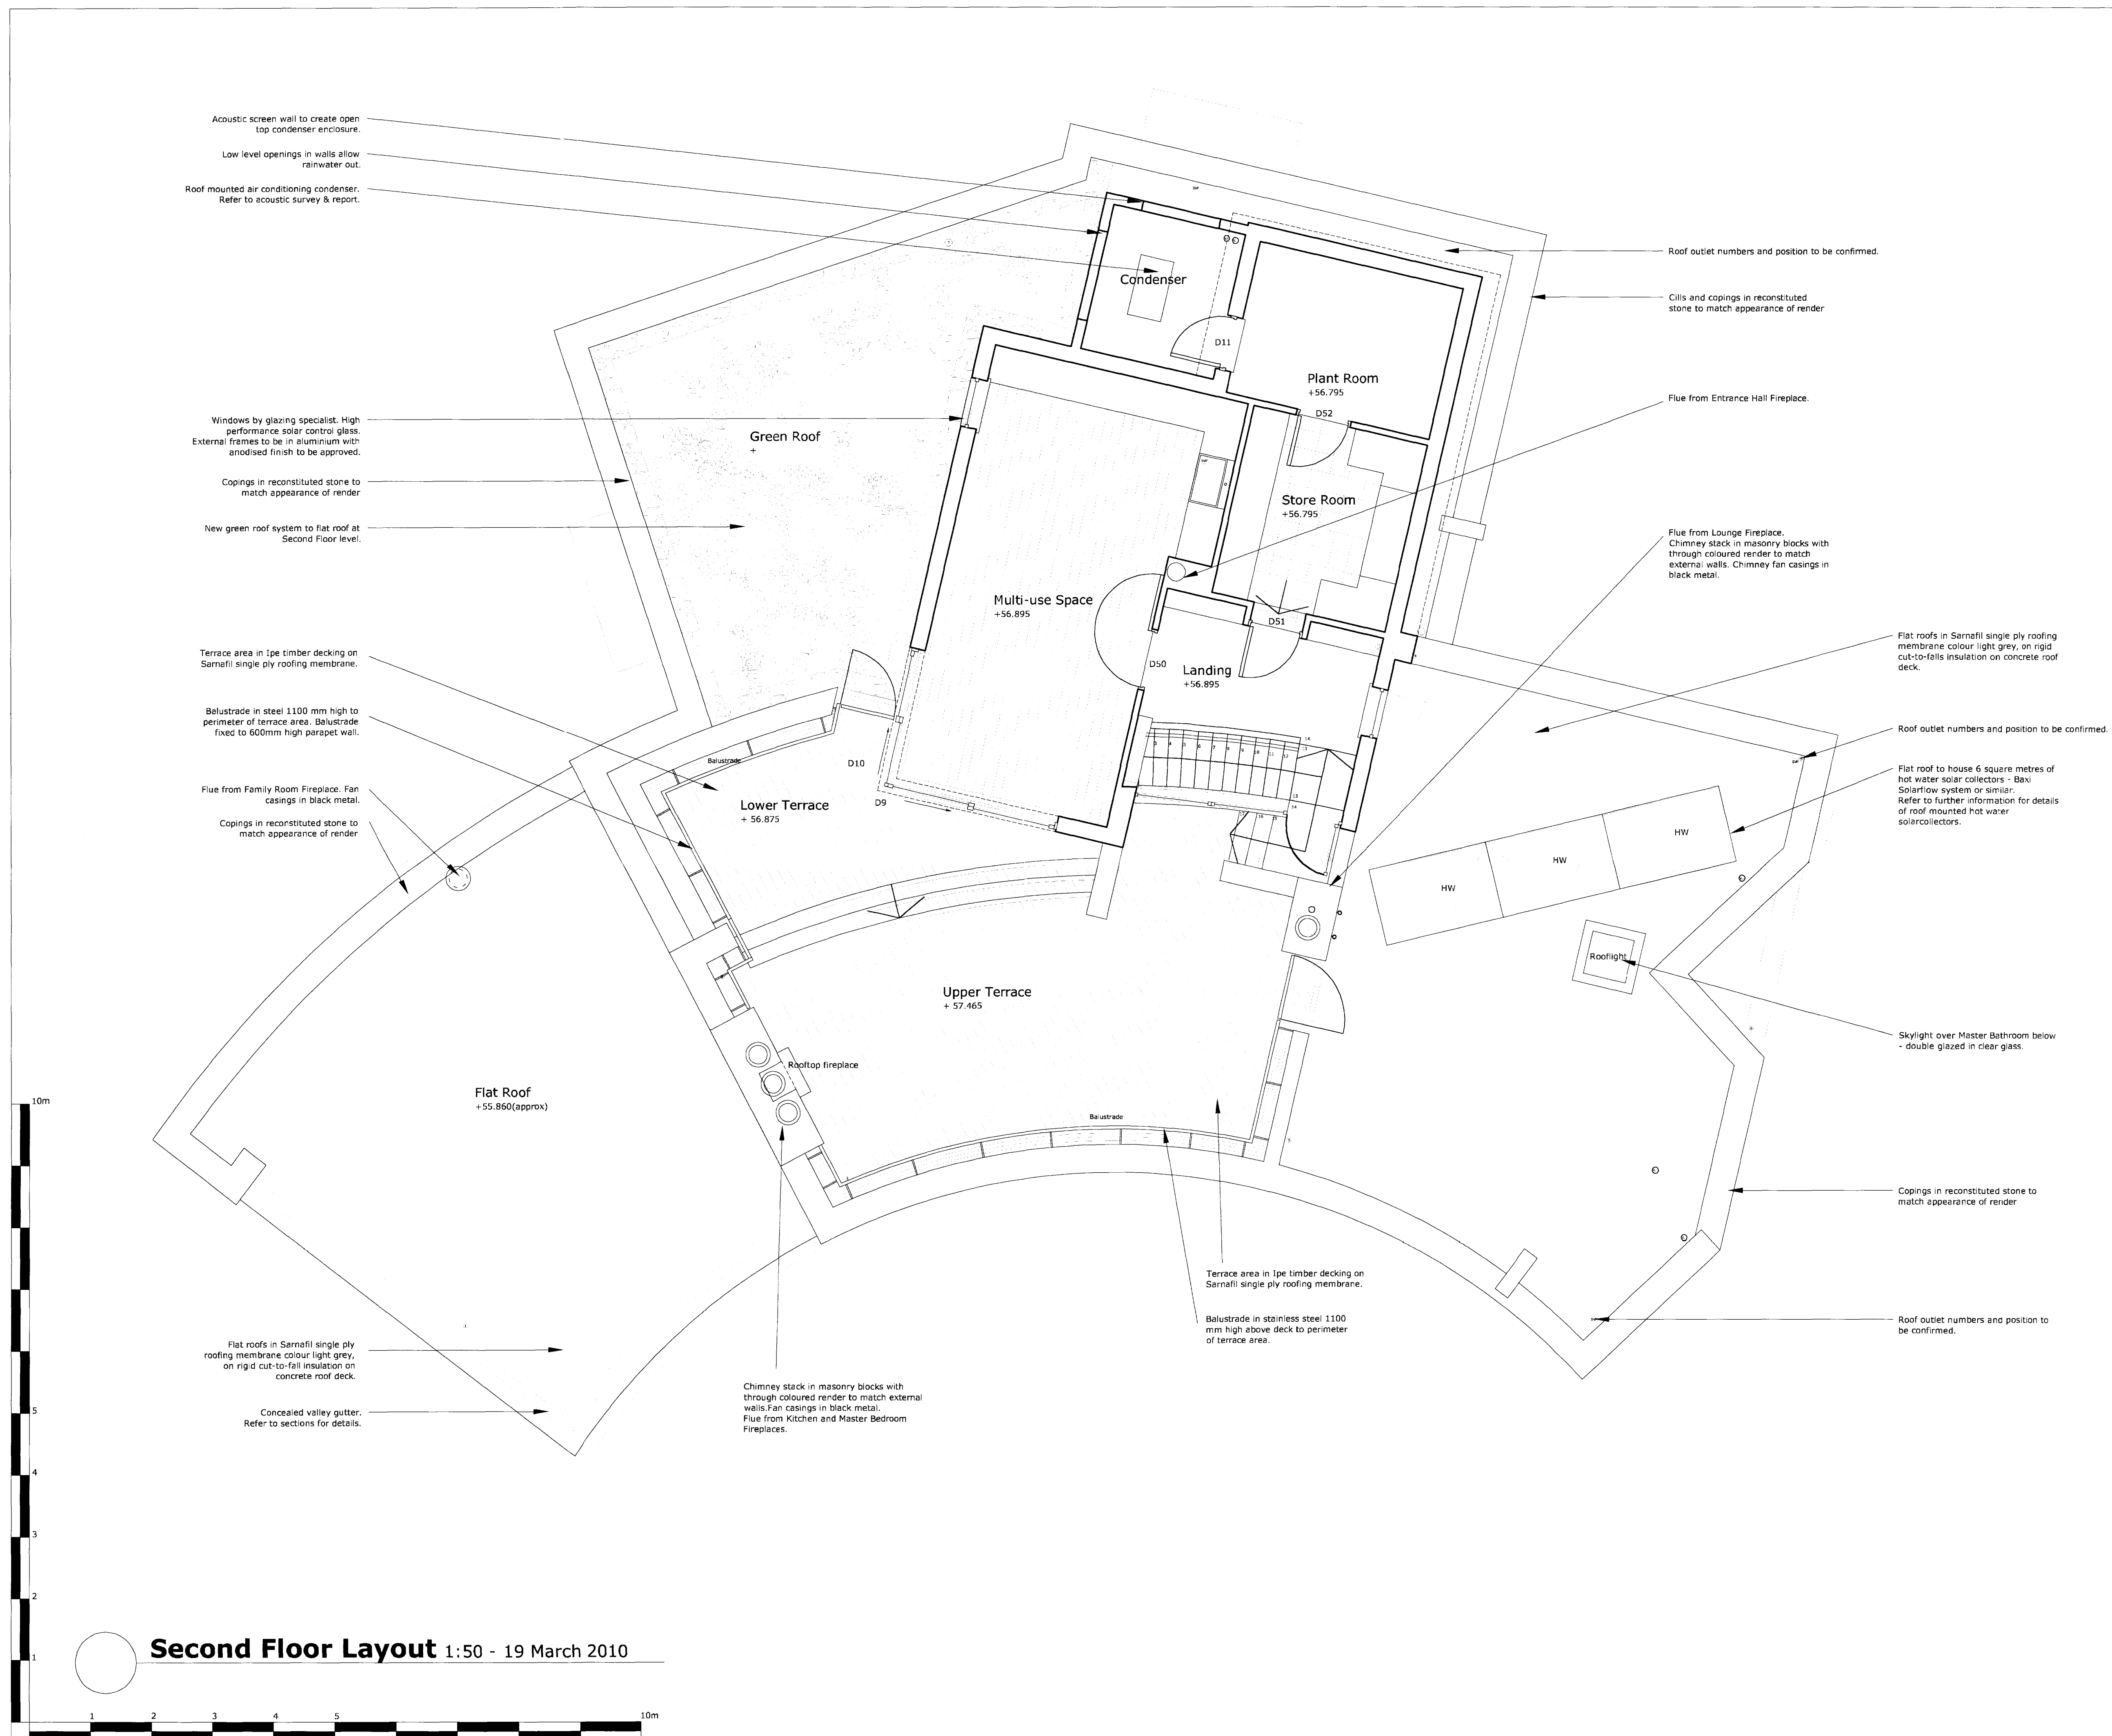 Acoustic screen wall to create open
top condenser enclosure.
Low level openings in walls allow
rainwater out.
Roof mounted air conditioning condenser.
Refer to acoustic survey & report.
Windows by glazing specialist. High
performance solar control glass.
External frames to be in aluminium with
anodised finish to be approved.
Copings in reconstituted stone to
match appearance of render
New green roof system to flat roof at
Second Floor level.
Terrace area in Ipe timber decking on
Sarnafil single ply roofing membrane.
Balustrade in steel 1100 mm high to
perimeter of terrace area. Balustrade
fixed to 600mm high parapet wall.
Flue from Family Room Fireplace. Fan
casings in black metal.
Copings in reconstituted stone to
match appearance of render
Flat roofs in Sarnafil single ply
roofing membrane colour light grey,
on rigid cut-to-fall insulation on
concrete roof deck.
Concealed valley gutter.
Refer to sections for details.
Condenser
D11
Plant Room
+56.795
D52
Green Roof
+
Store Room
+56.795
Multi-use Space
+56.895
D51
D50
Landing
+56.895
14
13
3
4
5
6
7
8
9
10
11
12
13
14
Balustrade
D10
Lower Terrace
+ 56.875
D9
HW
HW
HW
Rooflight
Upper Terrace
+ 57.465
Rooftop fireplace
Flat Roof
+55.860(approx)
Balustrade
Roof outlet numbers and position to be confirmed.
Cills and copings in reconstituted
stone to match appearance of render
Flue from Entrance Hall Fireplace.
Flue from Lounge Fireplace.
Chimney stack in masonry blocks with
through coloured render to match
external walls. Chimney fan casings in
black metal.
Flat roofs in Sarnafil single ply roofing
membrane colour light grey, on rigid
cut-to-falls insulation on concrete roof
deck.
Roof outlet numbers and position to be confirmed.
Flat roof to house 6 square metres of
hot water solar collectors - Baxi
Solarflow system or similar.
Refer to further information for details
of roof mounted hot water
solarcollectors.
Skylight over Master Bathroom below
- double glazed in clear glass.
Copings in reconstituted stone to
match appearance of render
Roof outlet numbers and position to
be confirmed.
Terrace area in Ipe timber decking on
Sarnafil single ply roofing membrane.
Balustrade in stainless steel 1100
mm high above deck to perimeter
of terrace area.
Chimney stack in masonry blocks with
through coloured render to match external
walls.Fan casings in black metal.
Flue from Kitchen and Master Bedroom
Fireplaces.
10m
5
4
3
2
1
Second Floor Layout 1:50 - 19 March 2010
1
2
3
4
5
10m